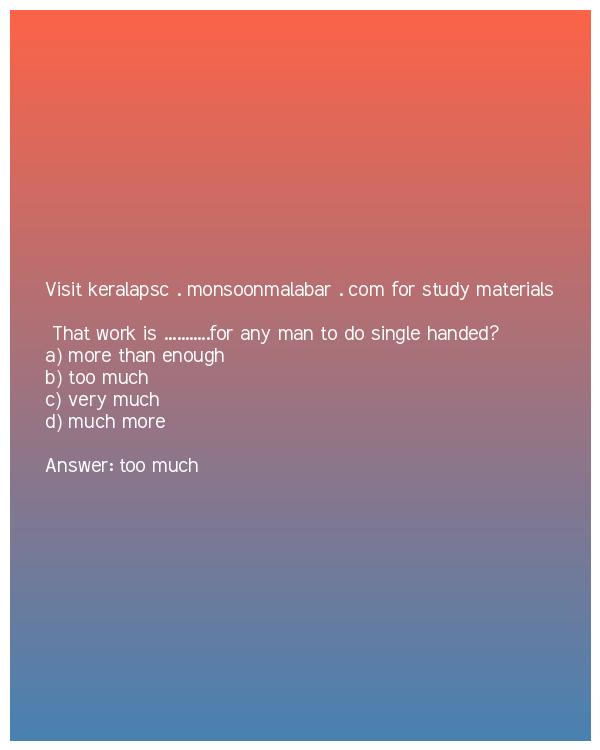 Visit keralapsc . monsoonmalabar . com for study materials
That work is ...........for any man to do single handed?
a) more than enough
b) too much
c) very much
d) much more
Answer: too much